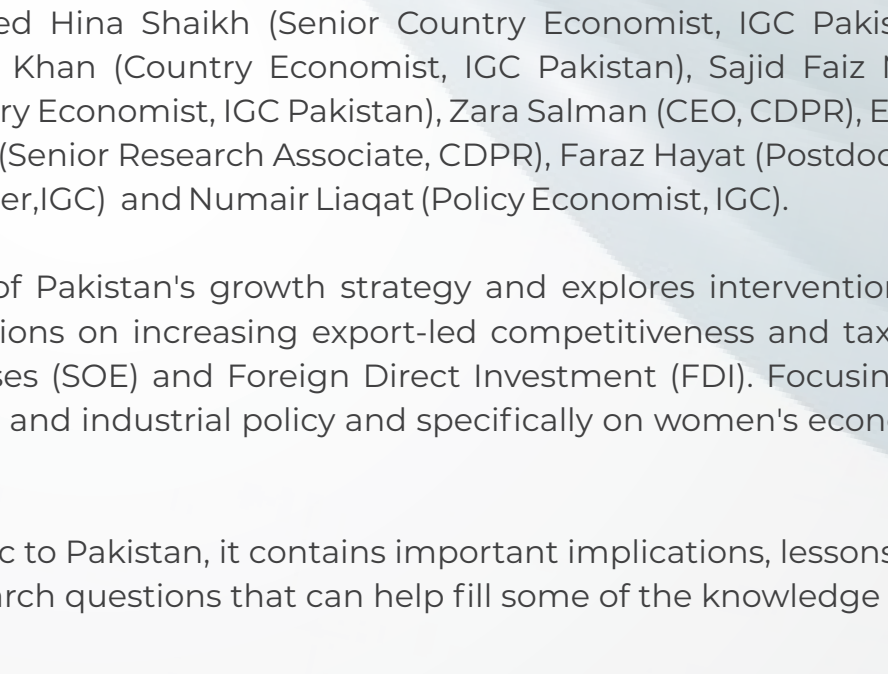 ed Hina Shaikh (Senior Country Economist, IGC Pakis
Khan (Country Economist, IGC Pakistan), Sajid Faiz
ry Economist, IGC Pakistan), Zara Salman (CEO, CDPR), E
(Senior Research Associate, CDPR), Faraz Hayat (Postdoc
er,IGC) and Numair Liaqat (Policy Economist, IGC).
of Pakistan's growth strategy and explores intervention
ions on increasing export-led competitiveness and tax
ses (SOE) and Foreign Direct Investment (FDI). Focusin
and industrial policy and specifically on women's econ
c to Pakistan, it contains important implications, lessons
arch questions that can help fill some of the knowledge